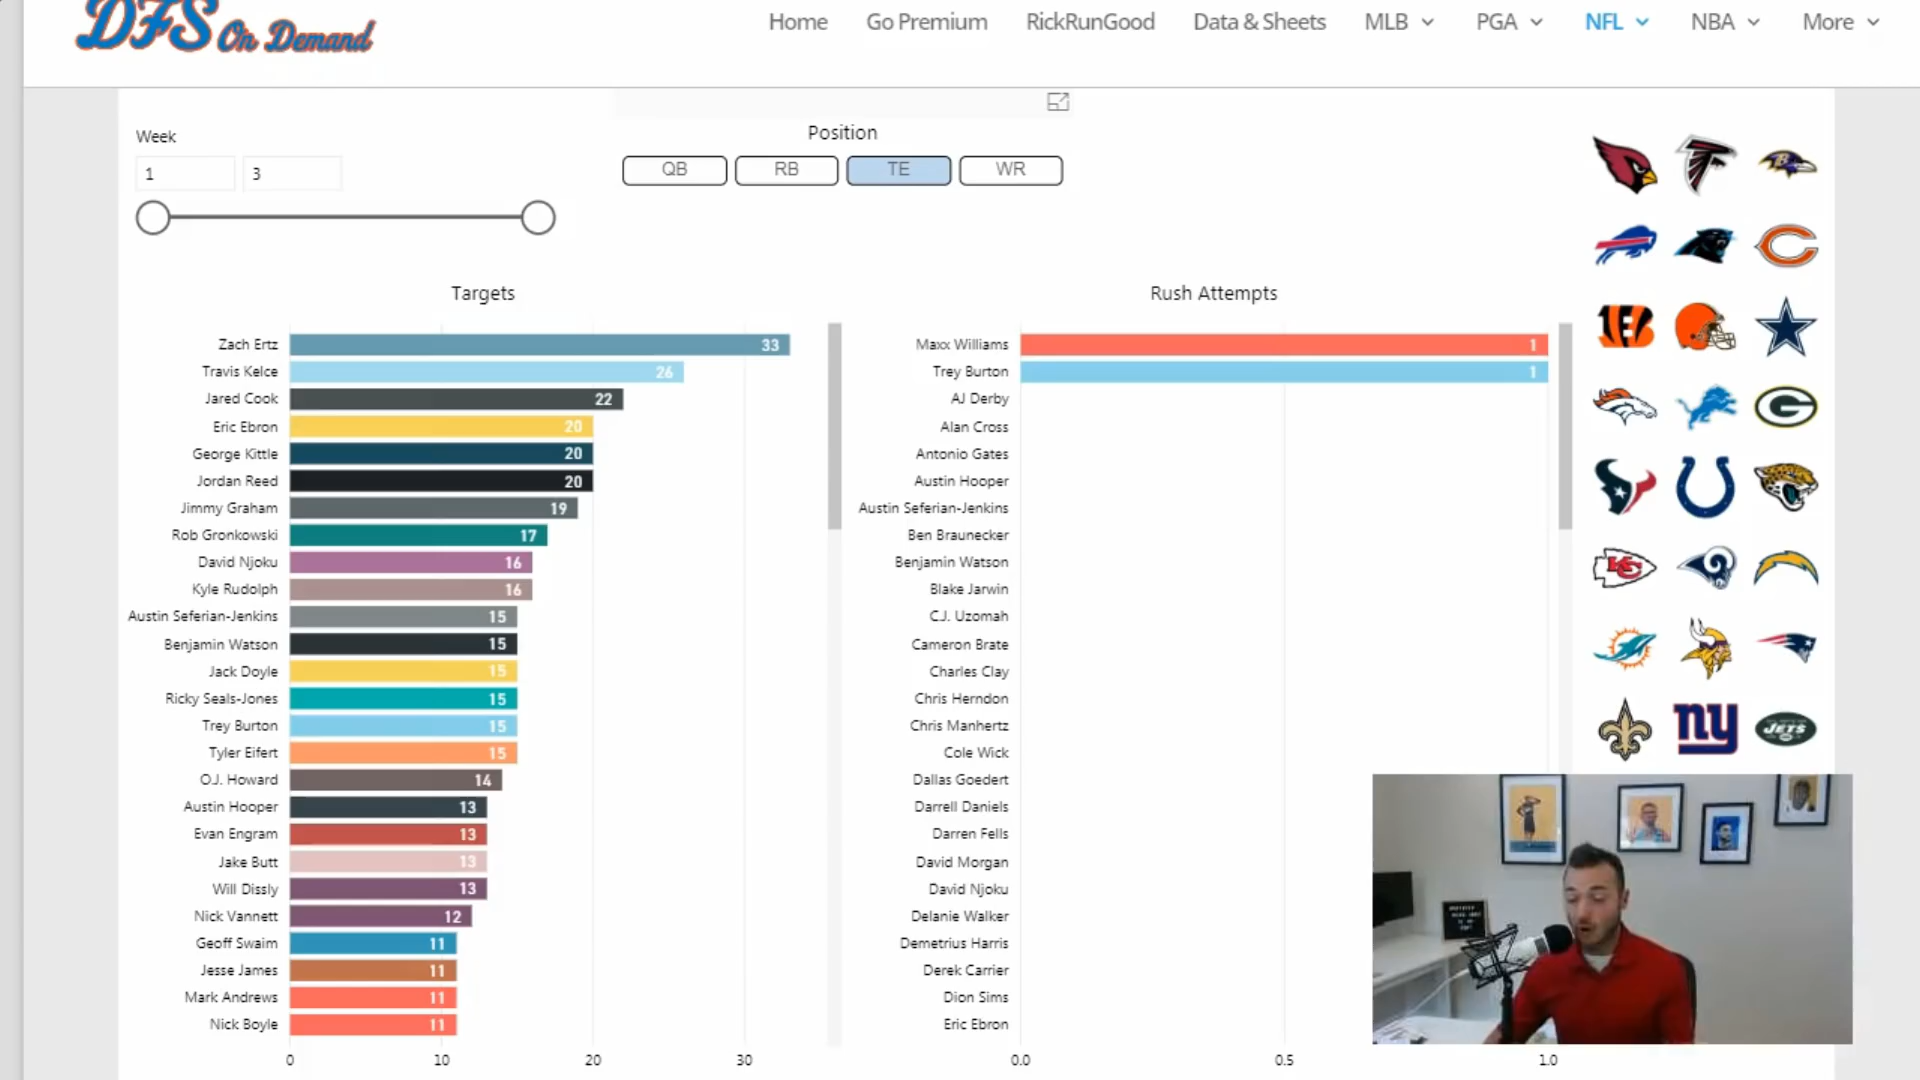 DFS On Demand
Home Go Premium RickRunGood Data & Sheets MLB PGA NFL NBA More
Week
1 3
Position
QB RB TE WR
Targets
Zach Ertz 33
Travis Kelce 26
Jared Cook 22
Eric Ebron 20
George Kittle 20
Jordan Reed 20
Jimmy Graham 19
Rob Gronkowski 17
David Njoku 16
Kyle Rudolph 16
Austin Seferian-Jenkins 15
Benjamin Watson 15
Jack Doyle 15
Ricky Seals-Jones 15
Trey Burton 15
Tyler Eifert 15
O.J. Howard 14
Austin Hooper 13
Evan Engram 13
Jake Butt 13
Will Dissly 13
Nick Vannett 12
Geoff Swaim 11
Jesse James 11
Mark Andrews 11
Nick Boyle 11
0 10 20 30
Rush Attempts
Maxx Williams 1
Trey Burton 1
AJ Derby
Alan Cross
Antonio Gates
Austin Hooper
Austin Seferian-Jenkins
Ben Braunecker
Benjamin Watson
Blake Jarwin
C.J. Uzomah
Cameron Brate
Charles Clay
Chris Herndon
Chris Manhertz
Cole Wick
Dallas Goedert
Darrell Daniels
Darren Fells
David Morgan
David Njoku
Delanie Walker
Demetrius Harris
Derek Carrier
Dion Sims
Eric Ebron
0.0 0.5 1.0
KC
ny
JETS